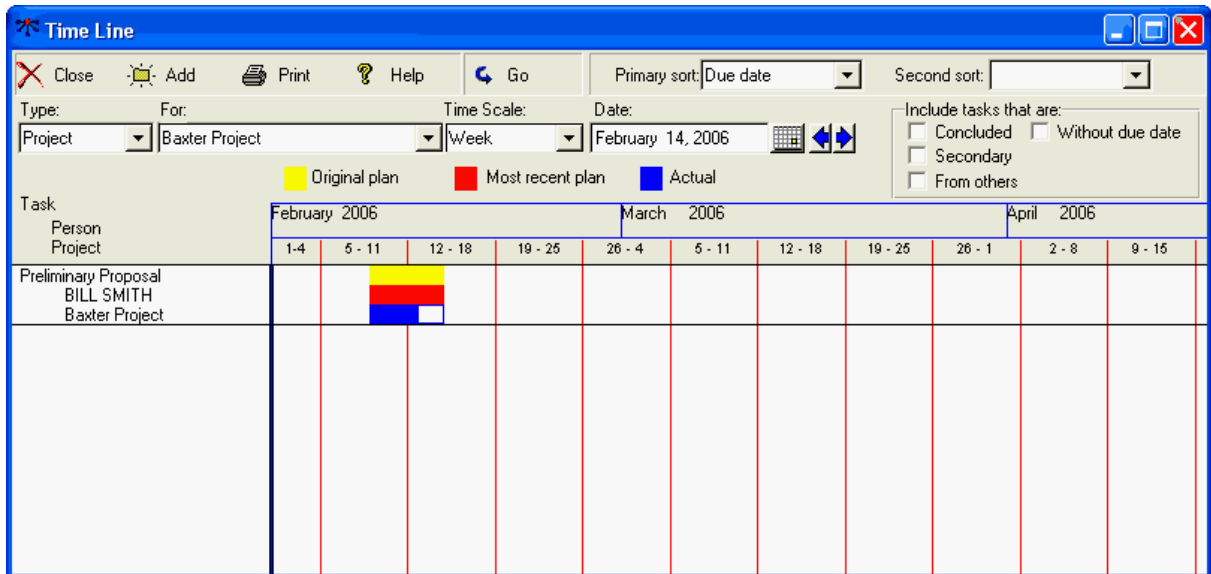 Time Line
Close Add Print Help Go Primary sort: Due date Second sort:
Type: For: Time Scale: Date: Include tasks that are:
Project Baxter Project Week February 14, 2006 Concluded Without due date
Secondary
Original plan Most recent plan Actual From others
Task
Person
Project
February 2006 March 2006 April 2006
1-4 5 - 11 12 - 18 19 - 25 26 - 4 5 - 11 12 - 18 19 - 25 26 - 1 2 - 8 9 - 15
Preliminary Proposal
BILL SMITH
Baxter Project